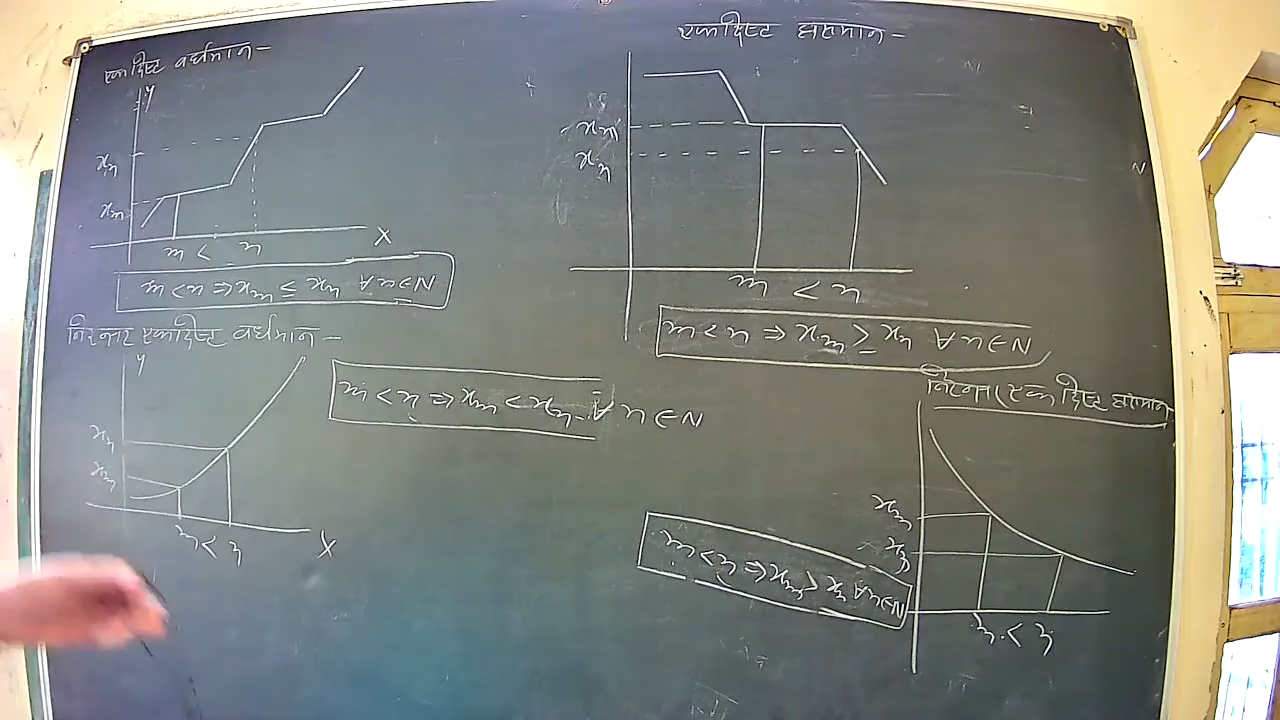 एकदिष्ट वर्धमान -
y
xn
xm
m < n
X
m < n ⇒ xm ≤ xn ∀ n ∈ N
एकदिष्ट ह्रासमान -
xm
xn
m < n
m < n ⇒ xm ≥ xn ∀ n ∈ N
निरन्तर एकदिष्ट वर्धमान -
y
xn
xm
m < n
X
m < n ⇒ xm < xn ∀ n ∈ N
निरन्तर एकदिष्ट ह्रासमान
xm
xn
m < n
m < n ⇒ xm > xn ∀ n ∈ N